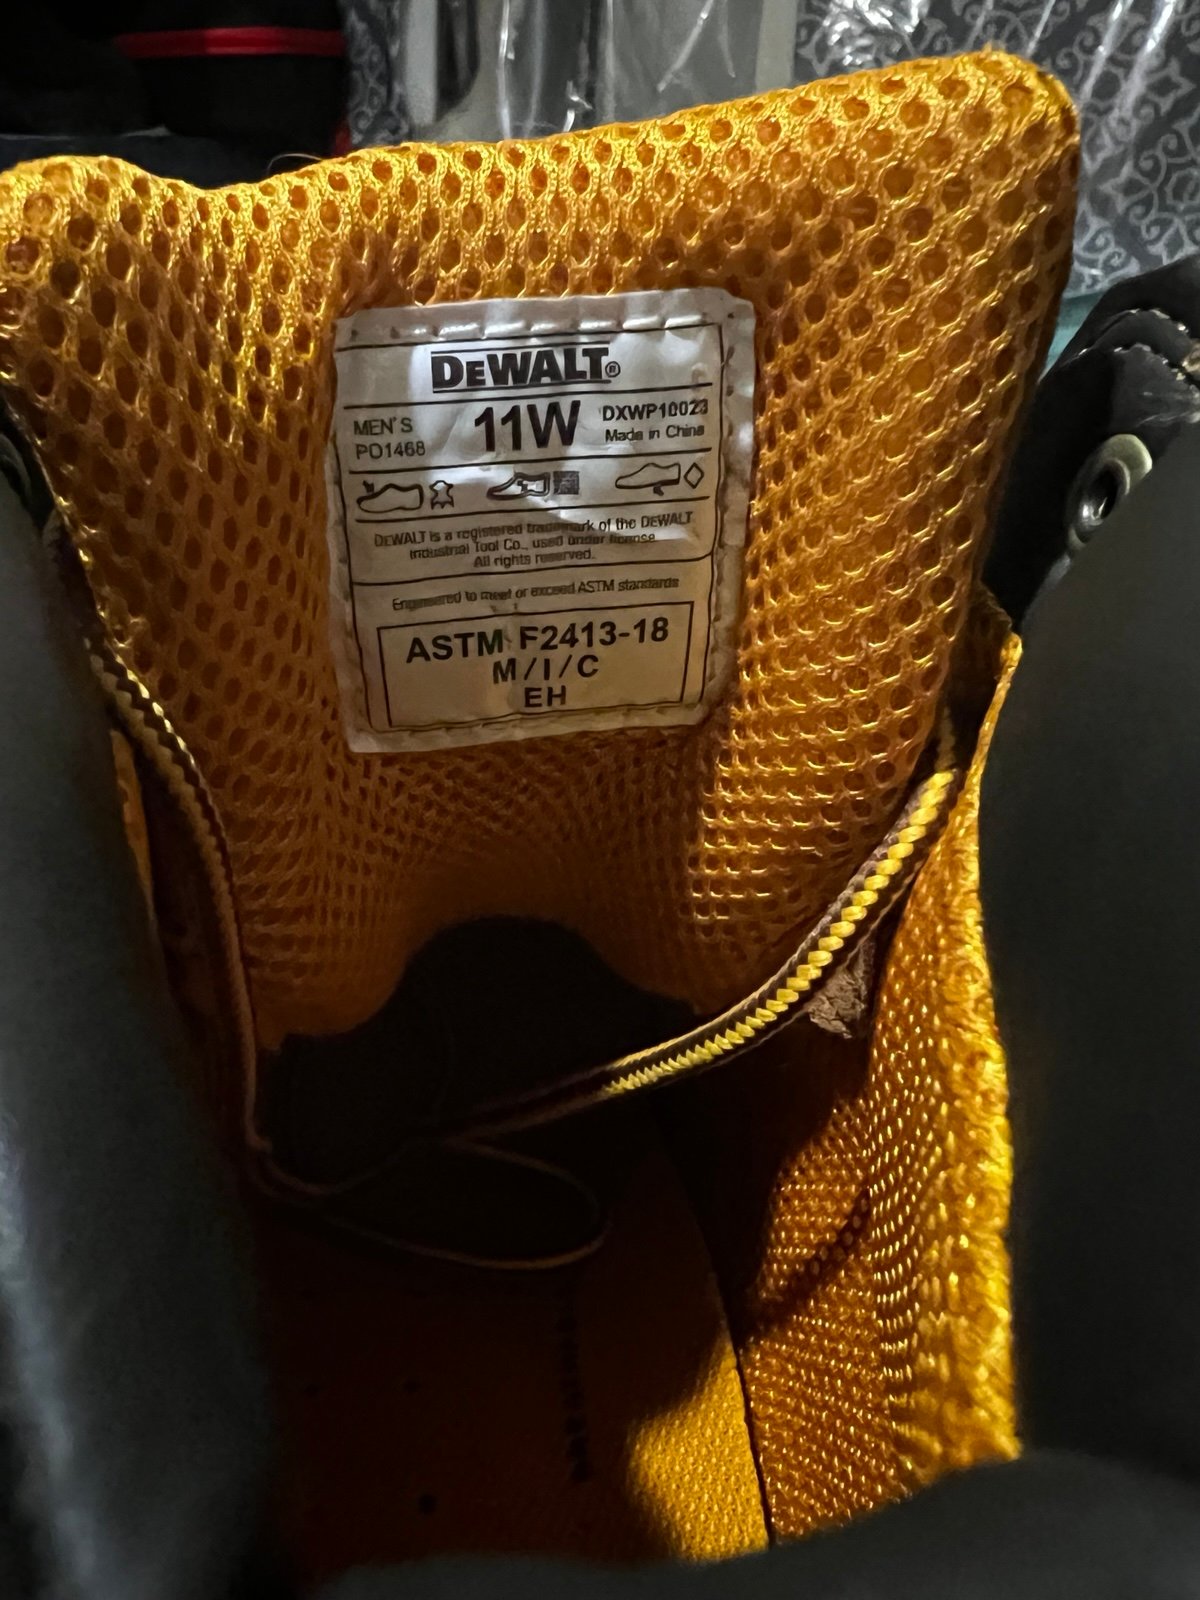 DEWALT®
MEN'S 11W DXWP10023
PO1468 Made in China
DEWALT is a registered trademark of the DEWALT
Industrial Tool Co., used under license.
All rights reserved.
Engineered to meet or exceed ASTM standards
ASTM F2413-18
M/I/C
EH